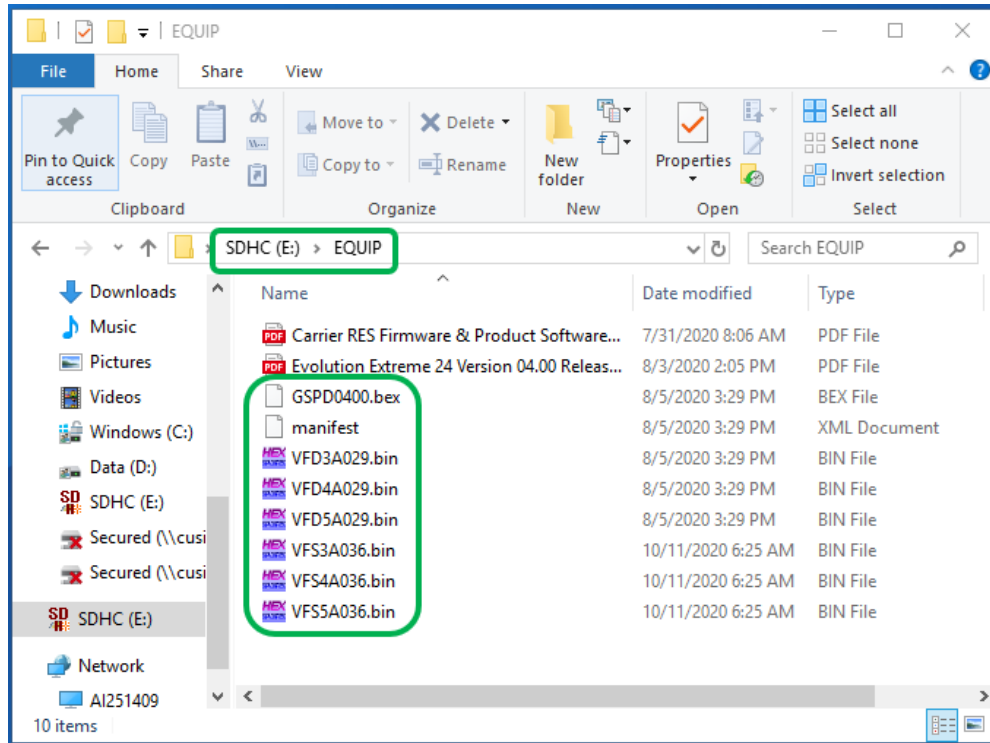 EQUIP
File Home Share View
Pin to Quick access
Copy
Paste
Clipboard
Move to
Copy to
Delete
Rename
Organize
New folder
New
Properties
Open
Select all
Select none
Invert selection
Select
SDHC (E:) > EQUIP
Search EQUIP
Name Date modified Type
Downloads
Music
Pictures
Videos
Windows (C:)
Data (D:)
SDHC (E:)
Secured (\\cusi
Secured (\\cusi
SDHC (E:)
Network
AI251409
Carrier RES Firmware & Product Software... 7/31/2020 8:06 AM PDF File
Evolution Extreme 24 Version 04.00 Releas... 8/3/2020 2:05 PM PDF File
GSPD0400.bex 8/5/2020 3:29 PM BEX File
manifest 8/5/2020 3:29 PM XML Document
VFD3A029.bin 8/5/2020 3:29 PM BIN File
VFD4A029.bin 8/5/2020 3:29 PM BIN File
VFD5A029.bin 8/5/2020 3:29 PM BIN File
VFS3A036.bin 10/11/2020 6:25 AM BIN File
VFS4A036.bin 10/11/2020 6:25 AM BIN File
VFS5A036.bin 10/11/2020 6:25 AM BIN File
10 items